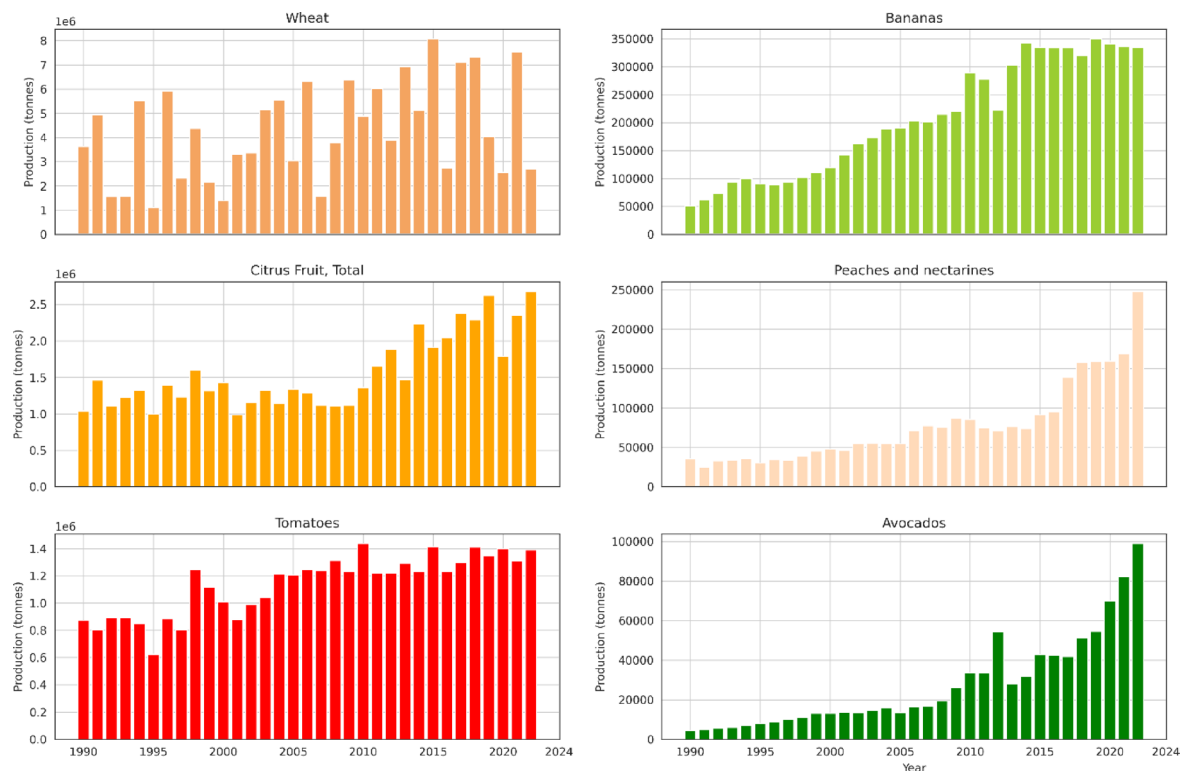 Wheat
1e6
8
7
6
5
4
3
2
1
0
Production (tonnes)
Bananas
350000
300000
250000
200000
150000
100000
50000
0
Production (tonnes)
Citrus Fruit, Total
1e6
2.5
2.0
1.5
1.0
0.5
0.0
Production (tonnes)
Peaches and nectarines
250000
200000
150000
100000
50000
0
Production (tonnes)
Tomatoes
1e6
1.4
1.2
1.0
0.8
0.6
0.4
0.2
0.0
Production (tonnes)
1990 1995 2000 2005 2010 2015 2020 2024
Avocados
100000
80000
60000
40000
20000
0
Production (tonnes)
1990 1995 2000 2005 2010 2015 2020 2024
Year